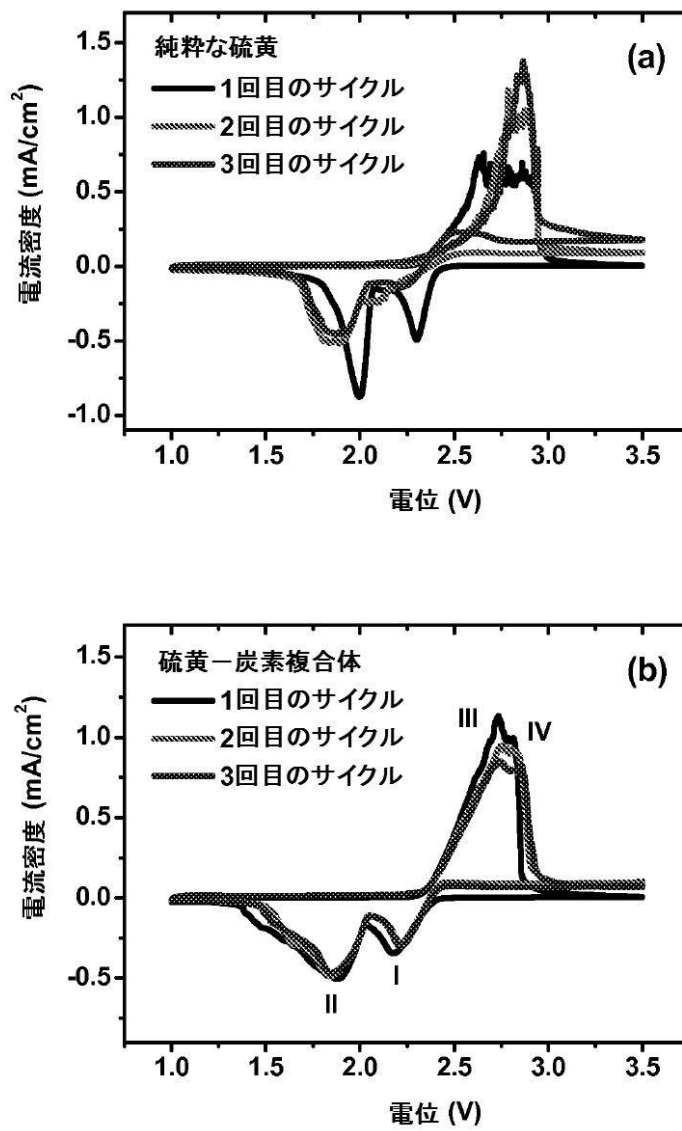 (a)
純粋な硫黄
1回目のサイクル
2回目のサイクル
3回目のサイクル
電流密度 (mA/cm²)
1.5
1.0
0.5
0.0
-0.5
-1.0
1.0 1.5 2.0 2.5 3.0 3.5
電位 (V)
(b)
硫黄－炭素複合体
1回目のサイクル
2回目のサイクル
3回目のサイクル
III
IV
I
II
電流密度 (mA/cm²)
1.5
1.0
0.5
0.0
-0.5
1.0 1.5 2.0 2.5 3.0 3.5
電位 (V)